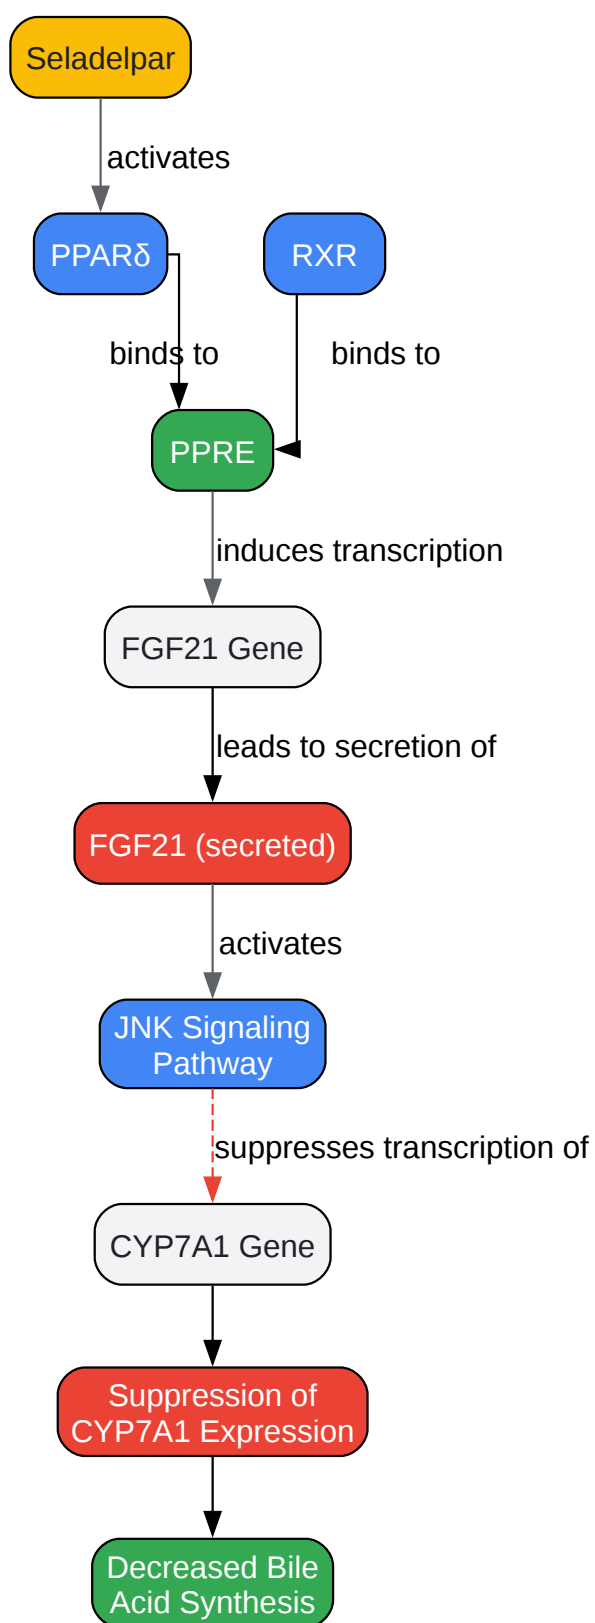 Seladelpar
activates
PPARδ
RXR
binds to
binds to
PPRE
induces transcription
FGF21 Gene
leads to secretion of
FGF21 (secreted)
activates
JNK Signaling
Pathway
suppresses transcription of
CYP7A1 Gene
Suppression of
CYP7A1 Expression
Decreased Bile
Acid Synthesis